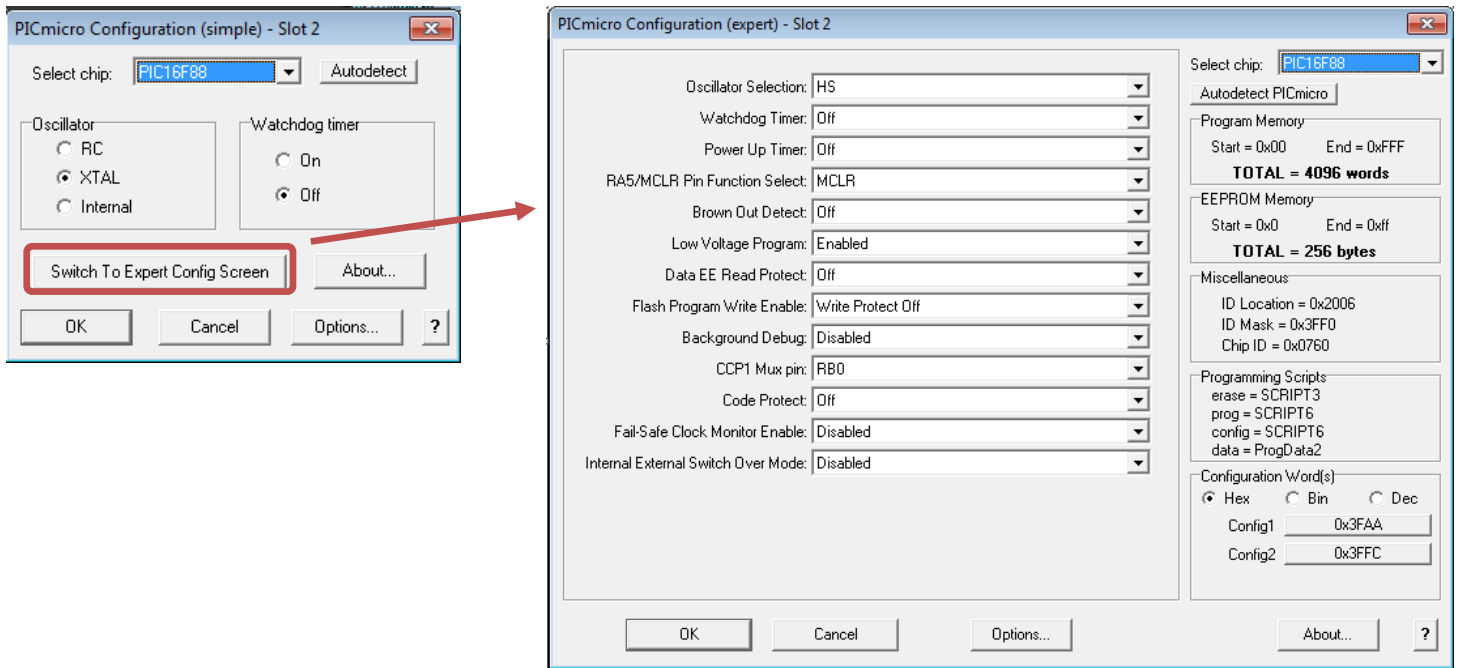 PICmicro Configuration (simple) - Slot 2
Select chip: PIC16F88 Autodetect
Oscillator
RC
XTAL
Internal
Watchdog timer
On
Off
Switch To Expert Config Screen About...
OK Cancel Options... ?
PICmicro Configuration (expert) - Slot 2
Oscillator Selection: HS
Watchdog Timer: Off
Power Up Timer: Off
RA5/MCLR Pin Function Select: MCLR
Brown Out Detect: Off
Low Voltage Program: Enabled
Data EE Read Protect: Off
Flash Program Write Enable: Write Protect Off
Background Debug: Disabled
CCP1 Mux pin: RB0
Code Protect: Off
Fail-Safe Clock Monitor Enable: Disabled
Internal External Switch Over Mode: Disabled
Select chip: PIC16F88
Autodetect PICmicro
Program Memory
Start = 0x00 End = 0xFFF
TOTAL = 4096 words
EEPROM Memory
Start = 0x0 End = 0xff
TOTAL = 256 bytes
Miscellaneous
ID Location = 0x2006
ID Mask = 0x3FF0
Chip ID = 0x0760
Programming Scripts
erase = SCRIPT3
prog = SCRIPT6
config = SCRIPT6
data = ProgData2
Configuration Word(s)
Hex Bin Dec
Config1 0x3FAA
Config2 0x3FFC
OK Cancel Options... About... ?